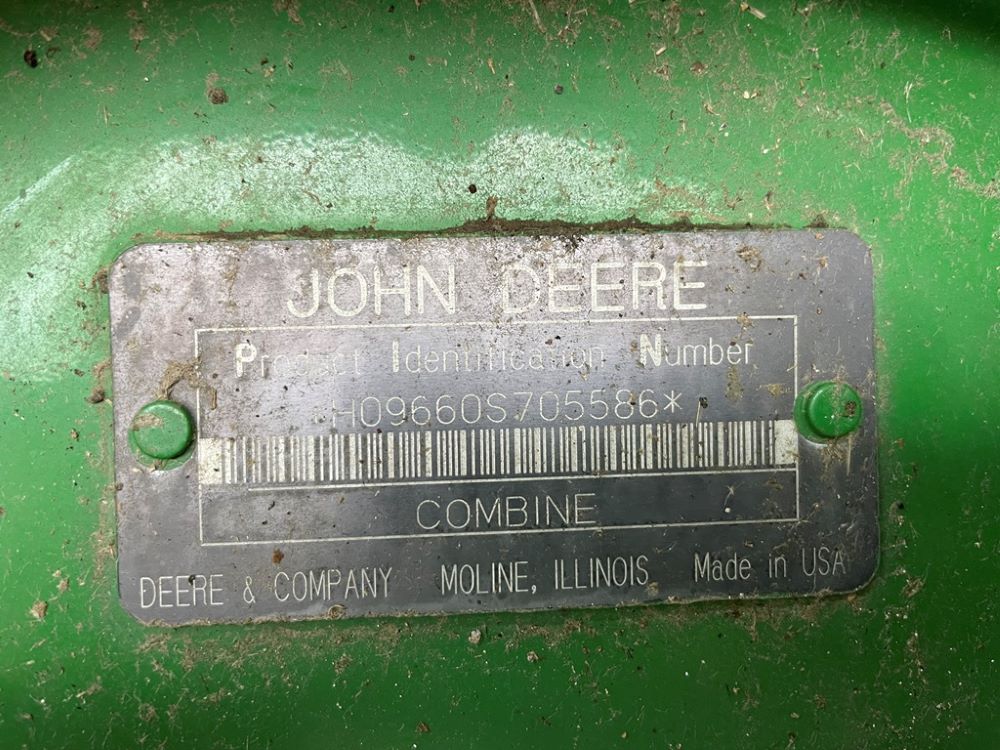 JOHN DEERE
Product Identification Number
H09660S705586*
COMBINE
DEERE & COMPANY MOLINE, ILLINOIS Made in USA